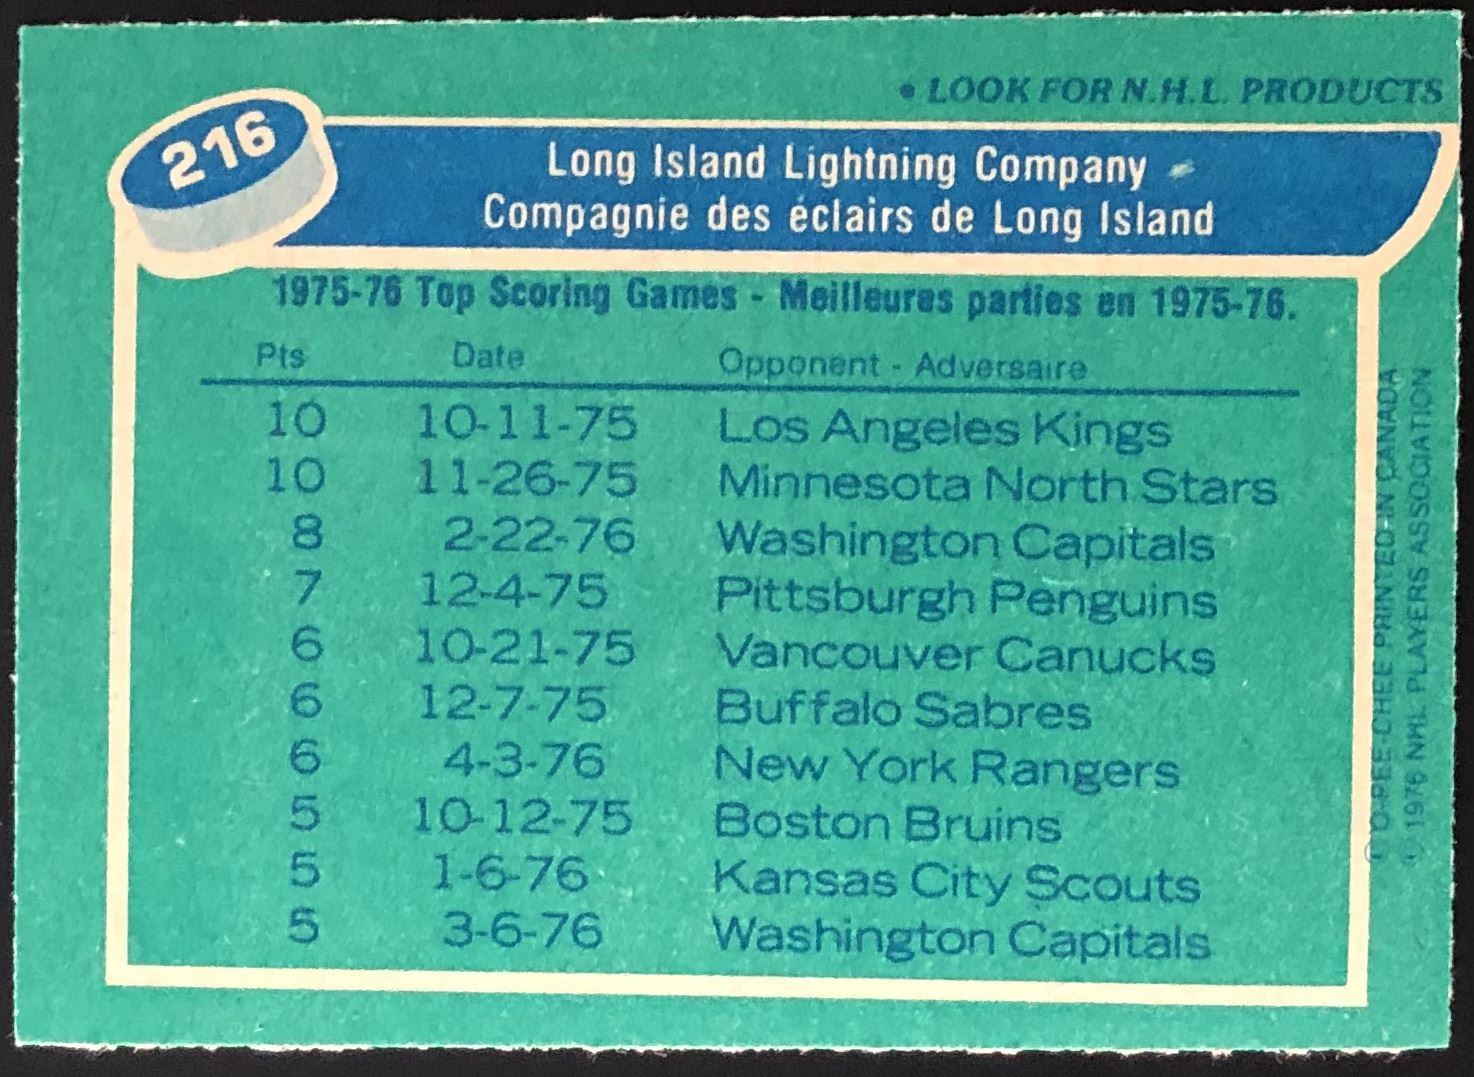 • LOOK FOR N.H.L. PRODUCTS
216
Long Island Lightning Company
Compagnie des éclairs de Long Island
1975-76 Top Scoring Games - Meilleures parties en 1975-76.
Pts Date Opponent - Adversaire
10 10-11-75 Los Angeles Kings
10 11-26-75 Minnesota North Stars
8 2-22-76 Washington Capitals
7 12-4-75 Pittsburgh Penguins
6 10-21-75 Vancouver Canucks
6 12-7-75 Buffalo Sabres
6 4-3-76 New York Rangers
5 10-12-75 Boston Bruins
5 1-6-76 Kansas City Scouts
5 3-6-76 Washington Capitals
© O-PEE-CHEE PRINTED IN CANADA
© 1976 NHL PLAYERS ASSOCIATION